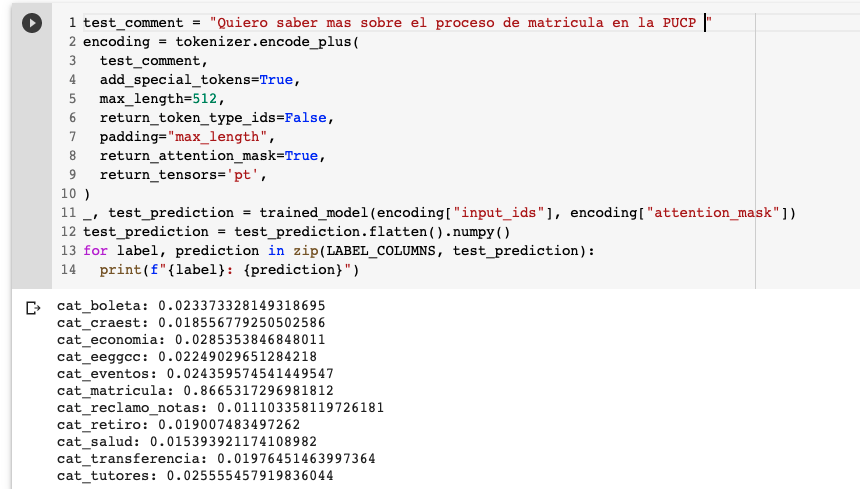 1 test_comment = "Quiero saber mas sobre el proceso de matricula en la PUCP "
2 encoding = tokenizer.encode_plus(
3   test_comment,
4   add_special_tokens=True,
5   max_length=512,
6   return_token_type_ids=False,
7   padding="max_length",
8   return_attention_mask=True,
9   return_tensors='pt',
10 )
11 _, test_prediction = trained_model(encoding["input_ids"], encoding["attention_mask"])
12 test_prediction = test_prediction.flatten().numpy()
13 for label, prediction in zip(LABEL_COLUMNS, test_prediction):
14   print(f"{label}: {prediction}")
cat_boleta: 0.023373328149318695
cat_craest: 0.018556779250502586
cat_economia: 0.0285353846848011
cat_eeggcc: 0.02249029651284218
cat_eventos: 0.024359574541449547
cat_matricula: 0.8665317296981812
cat_reclamo_notas: 0.011103358119726181
cat_retiro: 0.019007483497262
cat_salud: 0.015393921174108982
cat_transferencia: 0.01976451463997364
cat_tutores: 0.025555457919836044